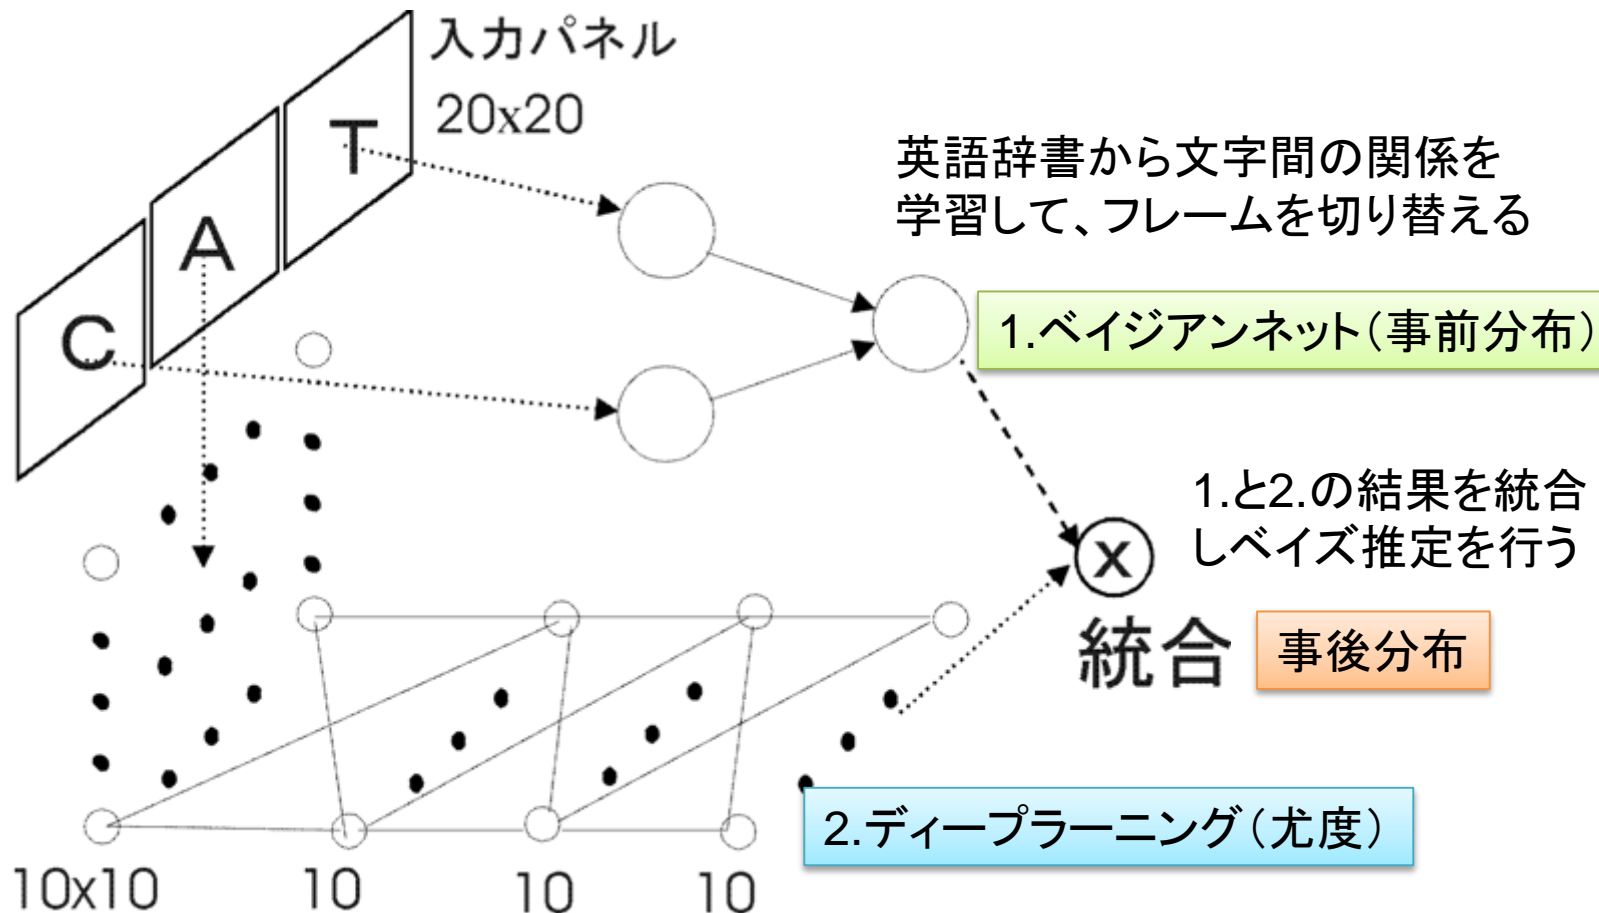 入力パネル
20x20
T
A
C
英語辞書から文字間の関係を
学習して、フレームを切り替える
1.ベイジアンネット(事前分布)
1.と2.の結果を統合
しベイズ推定を行う
X
統合
事後分布
2.ディープラーニング(尤度)
10x10
10
10
10